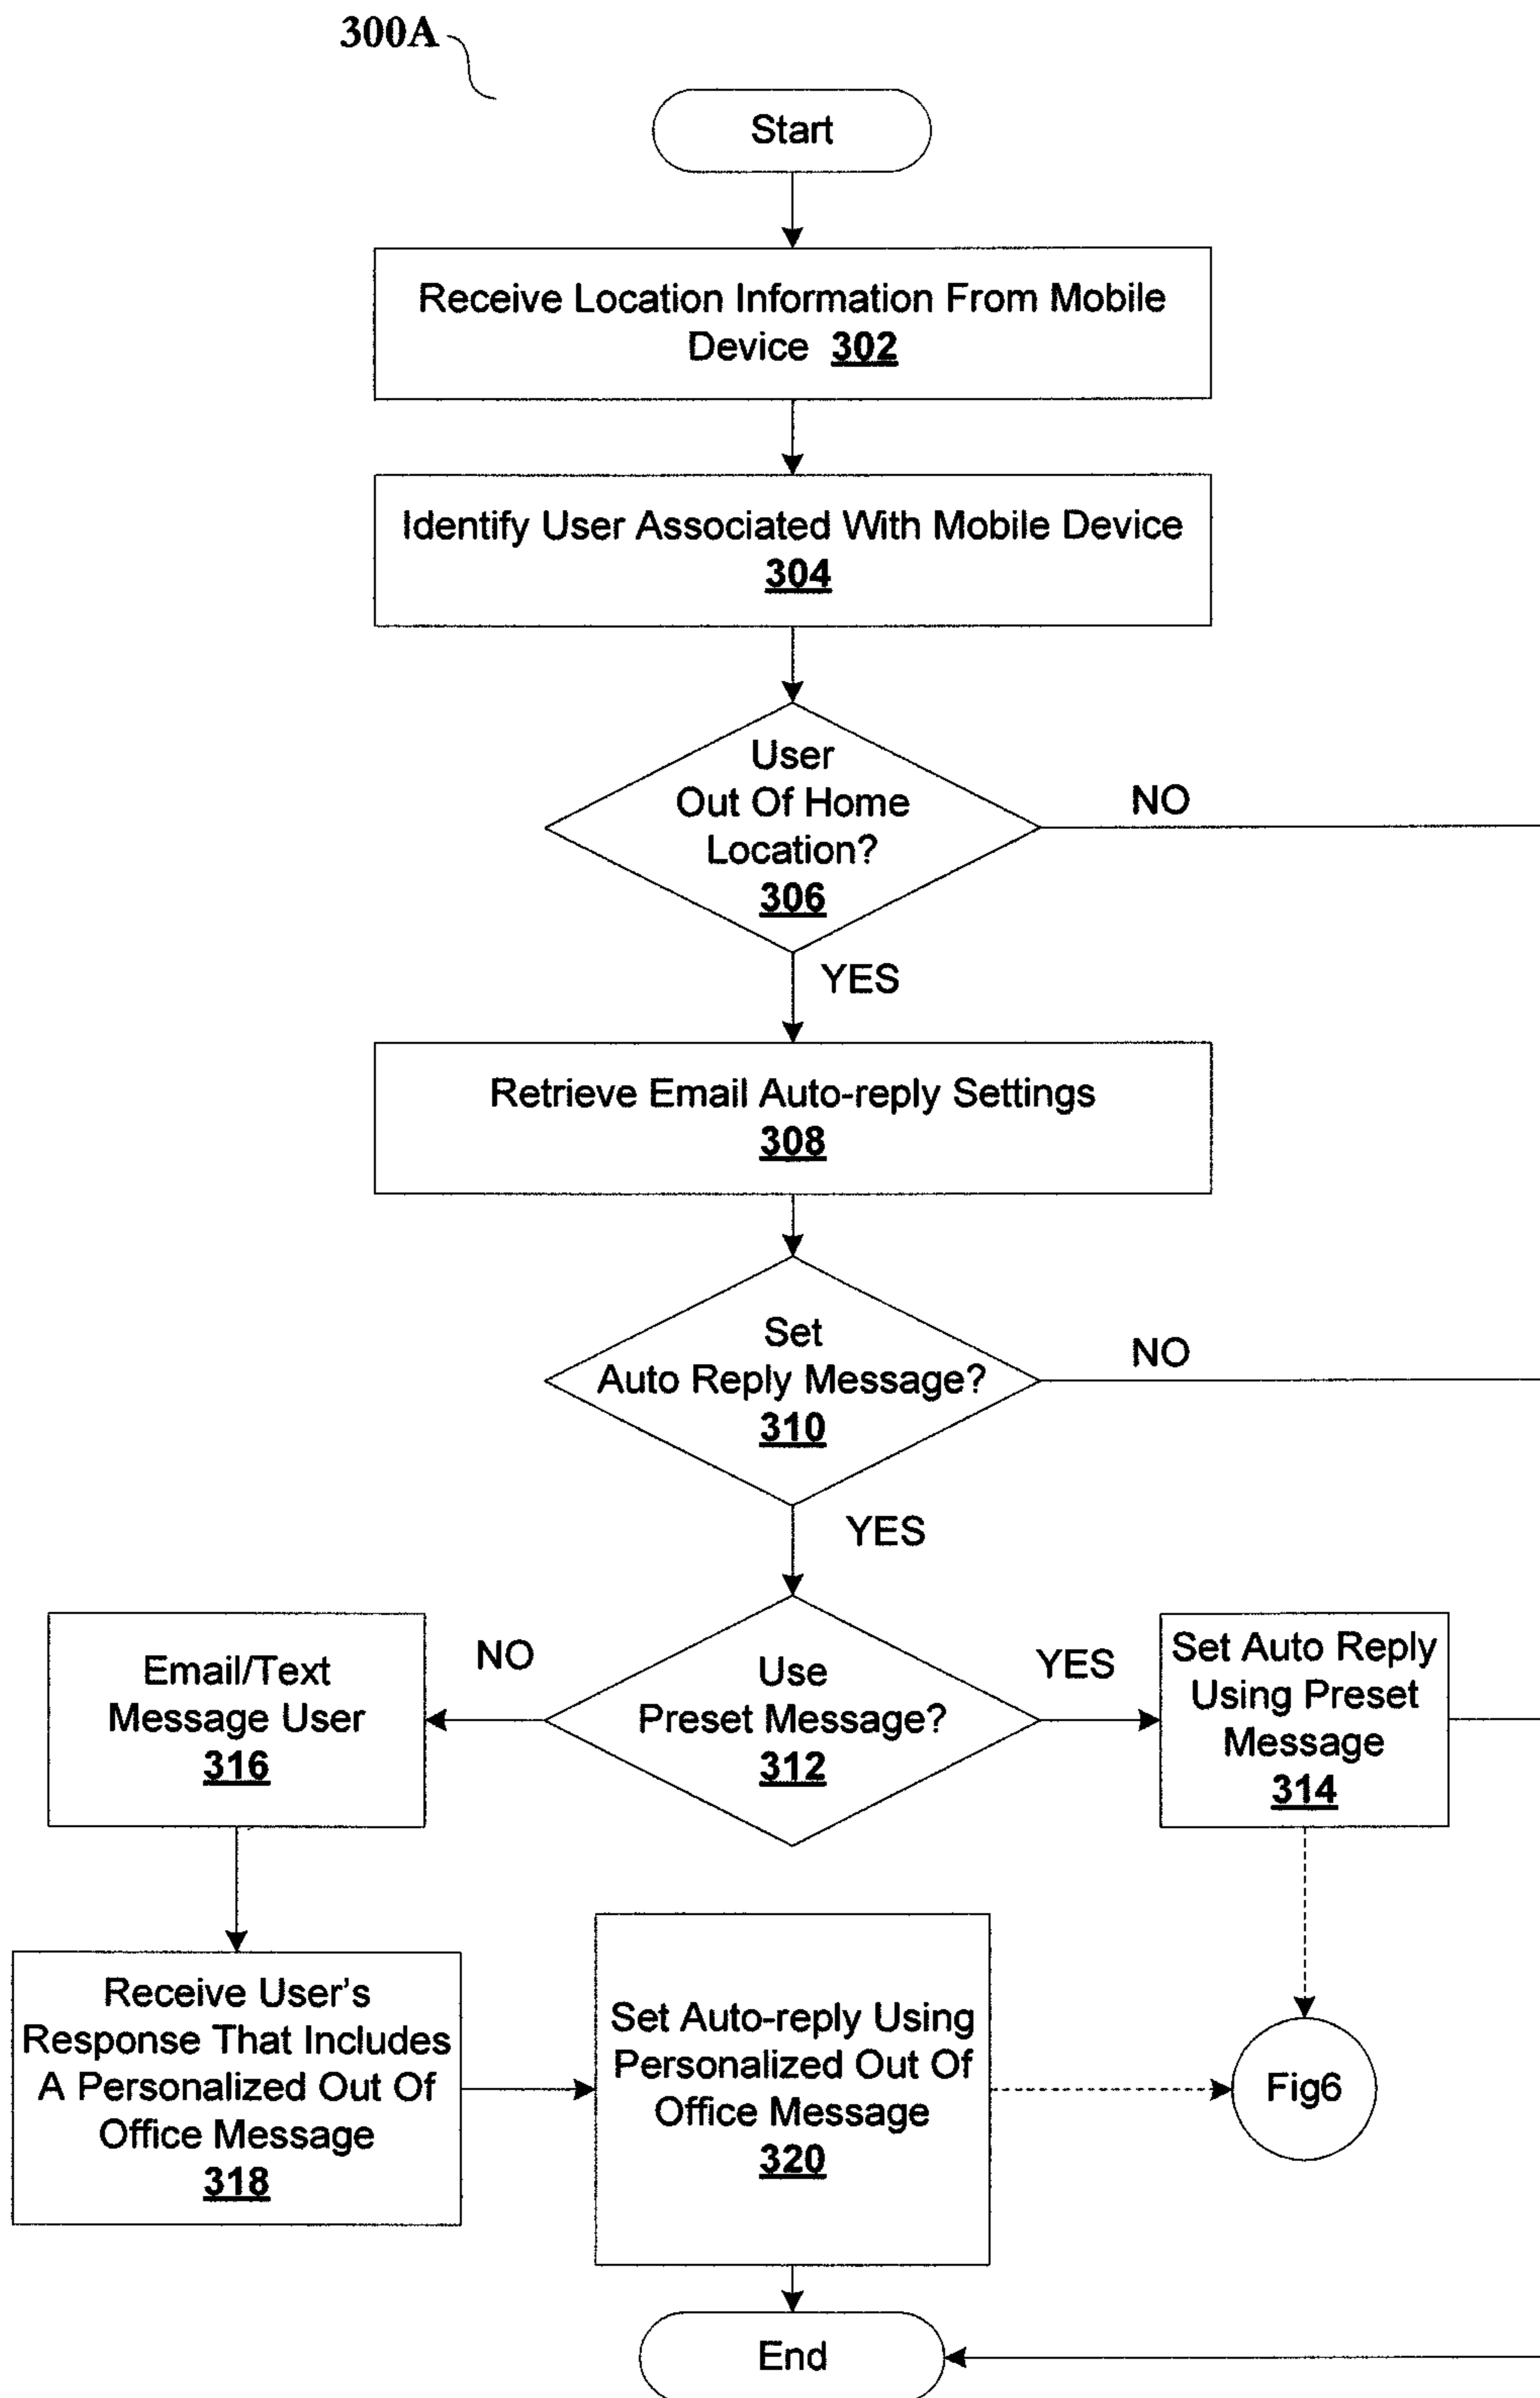 300A
Start
Receive Location Information From Mobile
Device 302
Identify User Associated With Mobile Device
304
User
Out Of Home
Location?
306
NO
YES
Retrieve Email Auto-reply Settings
308
Set
Auto Reply Message?
310
NO
YES
Use
Preset Message?
312
NO
YES
Email/Text
Message User
316
Set Auto Reply
Using Preset
Message
314
Receive User's
Response That Includes
A Personalized Out Of
Office Message
318
Set Auto-reply Using
Personalized Out Of
Office Message
320
Fig6
End